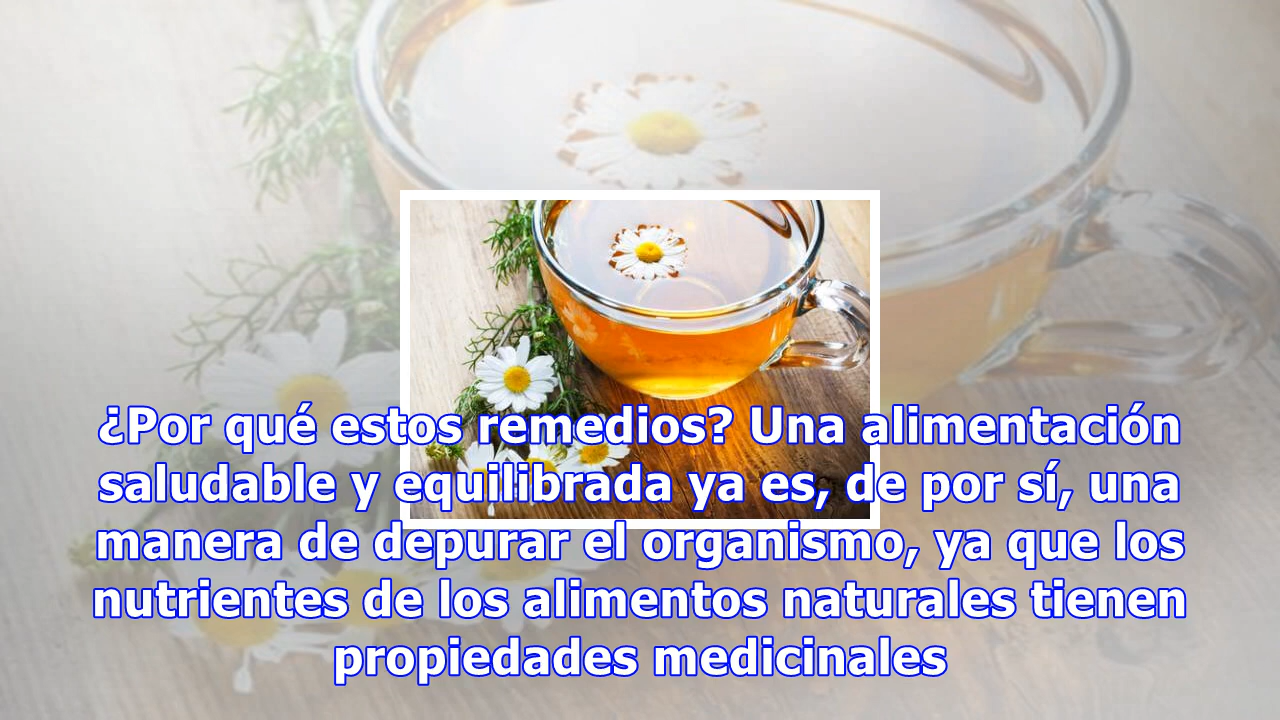 ¿Por qué estos remedios? Una alimentación
saludable y equilibrada ya es, de por sí, una
manera de depurar el organismo, ya que los
nutrientes de los alimentos naturales tienen
propiedades medicinales